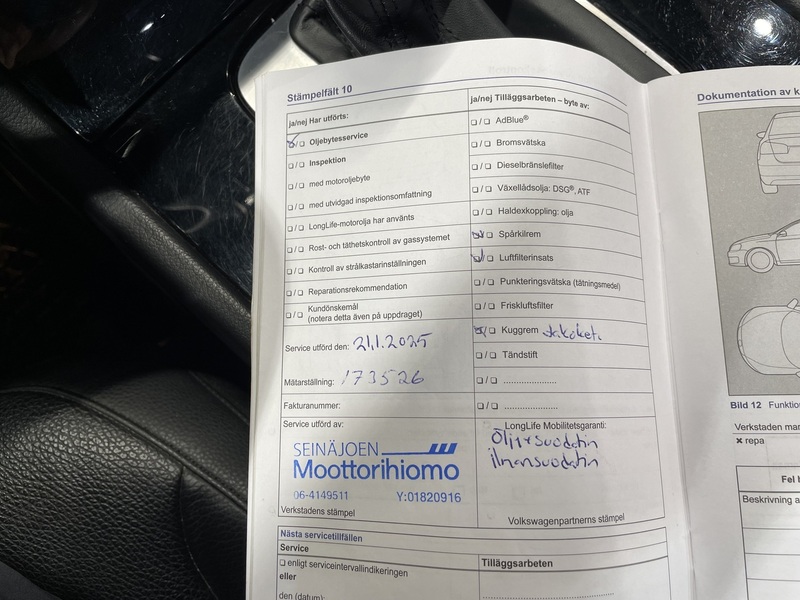 Stämpelfält 10
ja/nej Har utförts:
☑/☐ Oljebytesservice
☐/☐ Inspektion
☐/☐ med motoroljebyte
☐/☐ med utvidgad inspektionsomfattning
☐/☐ LongLife-motorolja har använts
☐/☐ Rost- och täthetskontroll av gassystemet
☐/☐ Kontroll av strålkastarinställningen
☐/☐ Reparationsrekommendation
☐/☐ Kundönskemål
(notera detta även på uppdraget)
Service utförd den: 21.1.2025
Mätarställning: 173526
Fakturanummer:
Service utförd av:
SEINÄJOEN
Moottorihiomo
06-4149511 Y:01820916
Verkstadens stämpel
ja/nej Tilläggsarbeten – byte av:
☐/☐ AdBlue®
☐/☐ Bromsvätska
☐/☐ Dieselbränslefilter
☐/☐ Växellådsolja: DSG®, ATF
☐/☐ Haldexkoppling: olja
☑/☐ Spårkilrem
☑/☐ Luftfilterinsats
☐/☐ Punkteringsvätska (tätningsmedel)
☐/☐ Friskluftsfilter
☑/☐ Kuggrem
☐/☐ Tändstift
☐/☐ .....................
☐/☐ .....................
LongLife Mobilitetsgaranti:
Öljy+suodatin
ilmansuodatin
Volkswagenpartnerns stämpel
Nästa servicetillfällen
Service
☐ enligt serviceintervallindikeringen
eller
den (datum):
Tilläggsarbeten
Dokumentation av k
Bild 12 Funktio
Verkstaden mar
✖ repa
Fel
Beskrivning a